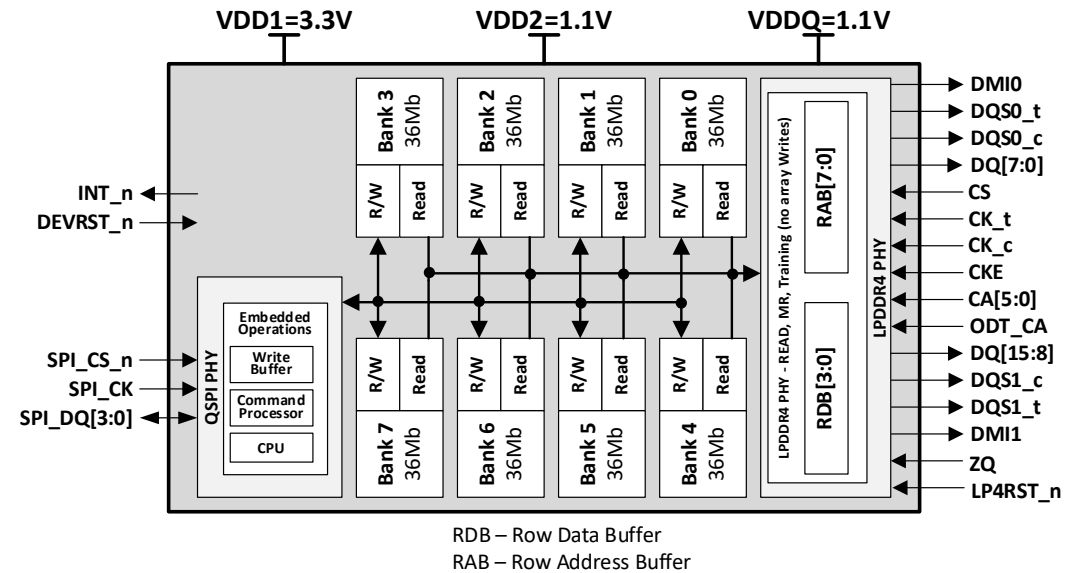 VDD1=3.3V
VDD2=1.1V
VDDQ=1.1V
Bank 3
36Mb
R/W
Read
Bank 2
36Mb
R/W
Read
Bank 1
36Mb
R/W
Read
Bank 0
36Mb
R/W
Read
INT_n
DEVRST_n
SPI_CS_n
SPI_CK
SPI_DQ[3:0]
QSPI PHY
Embedded
Operations
Write
Buffer
Command
Processor
CPU
R/W
Read
Bank 7
36Mb
R/W
Read
Bank 6
36Mb
R/W
Read
Bank 5
36Mb
R/W
Read
Bank 4
36Mb
LPDDR4 PHY - READ, MR, Training (no array Writes)
RAB[7:0]
RDB[3:0]
LPDDR4 PHY
DMI0
DQS0_t
DQS0_c
DQ[7:0]
CS
CK_t
CK_c
CKE
CA[5:0]
ODT_CA
DQ[15:8]
DQS1_c
DQS1_t
DMI1
ZQ
LP4RST_n
RDB – Row Data Buffer
RAB – Row Address Buffer